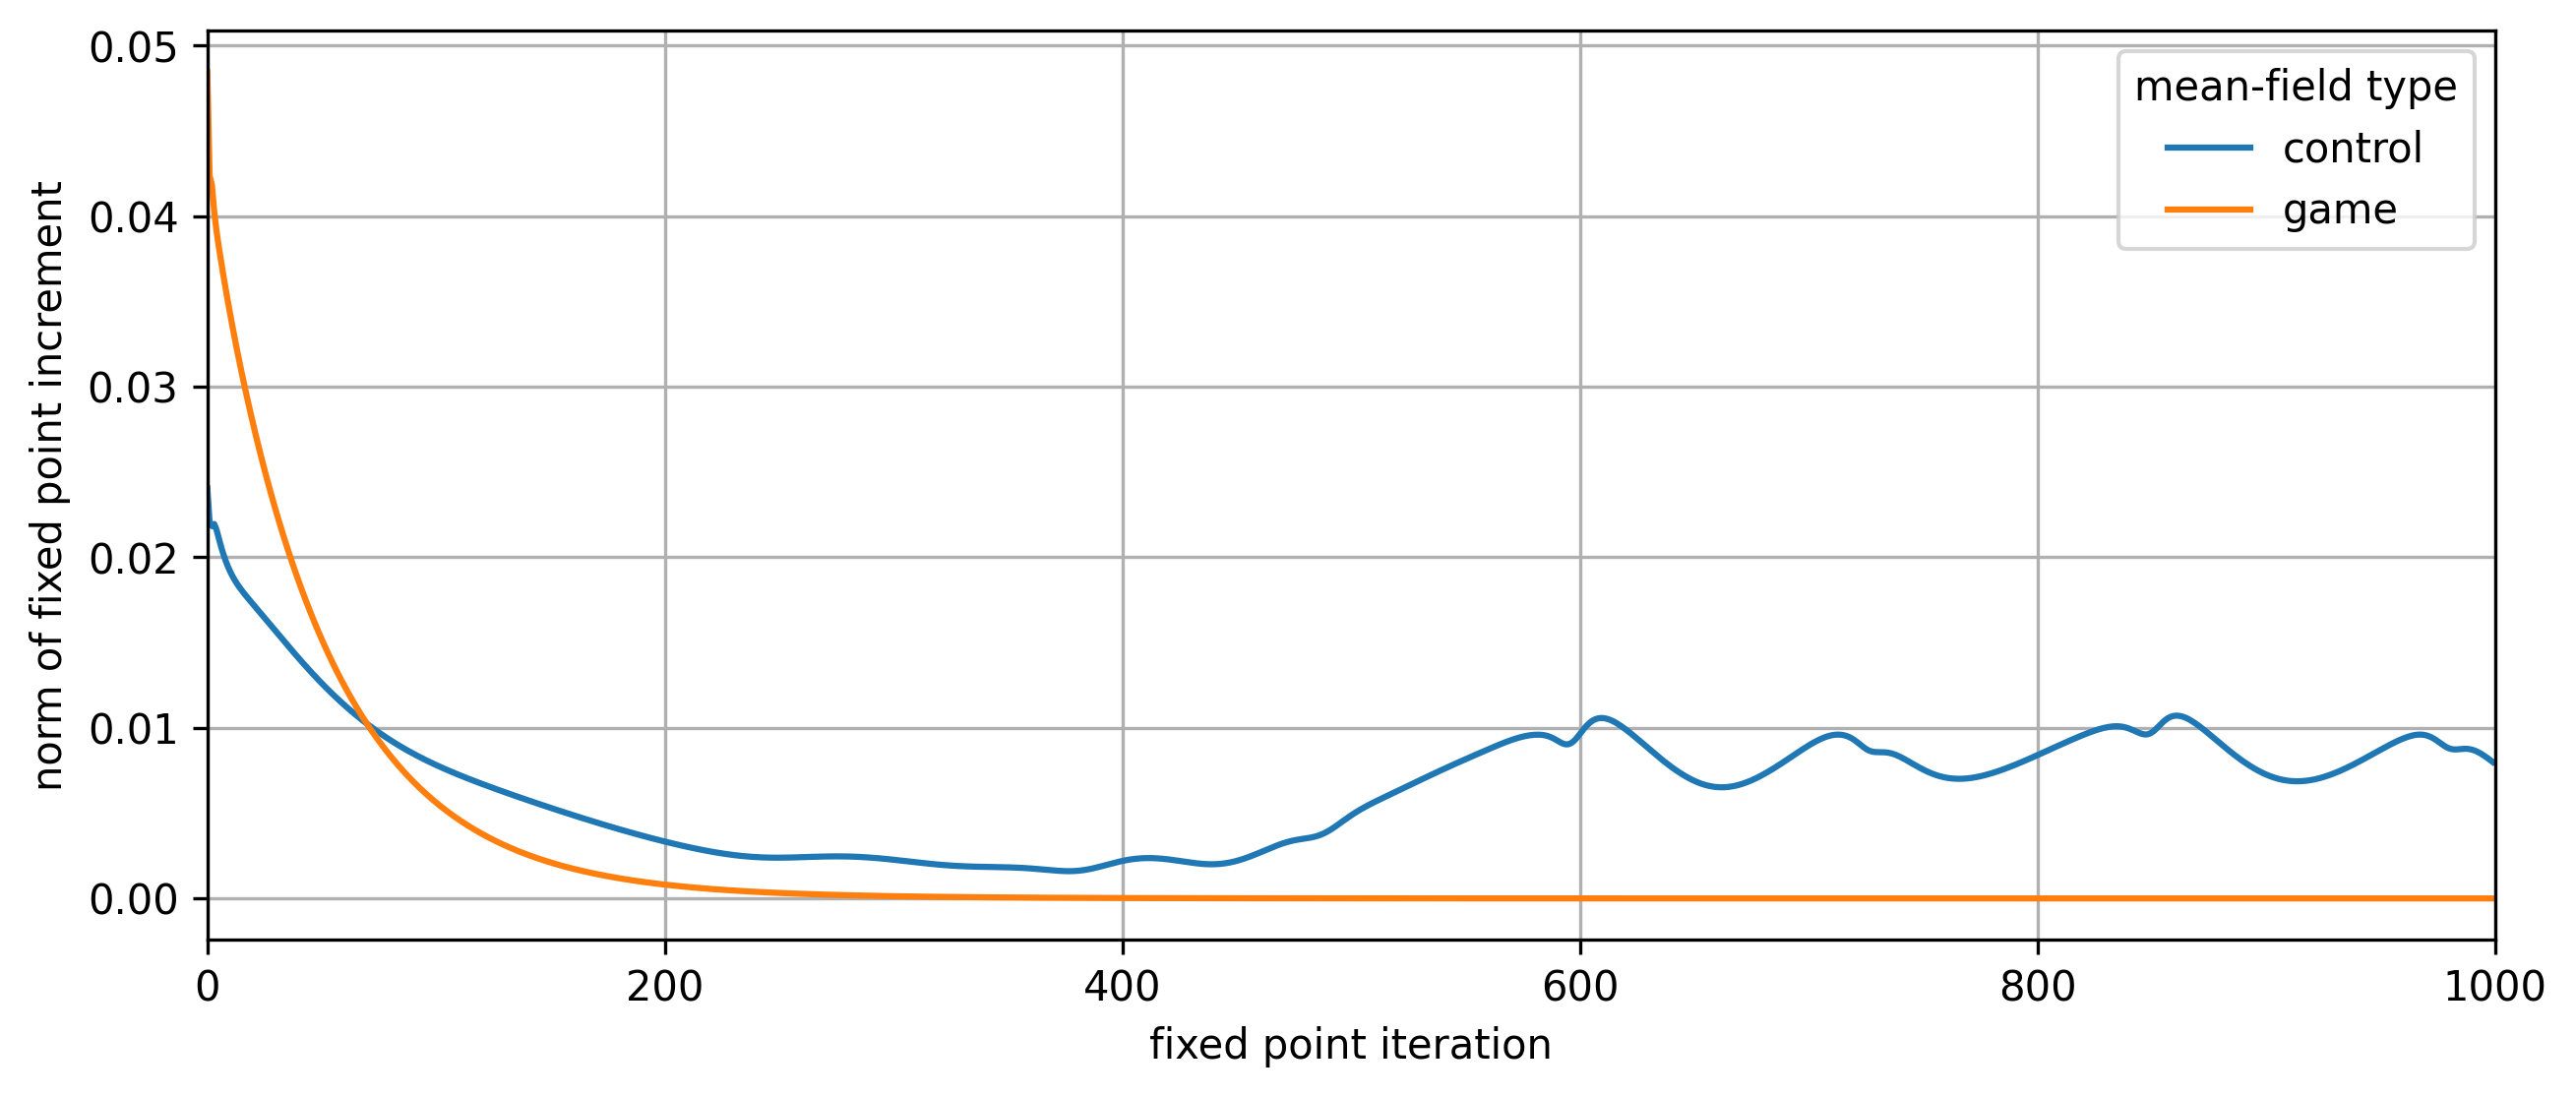 0.05
0.04
0.03
0.02
0.01
0.00
norm of fixed point increment
mean-field type
control
game
0 200 400 600 800 1000
fixed point iteration